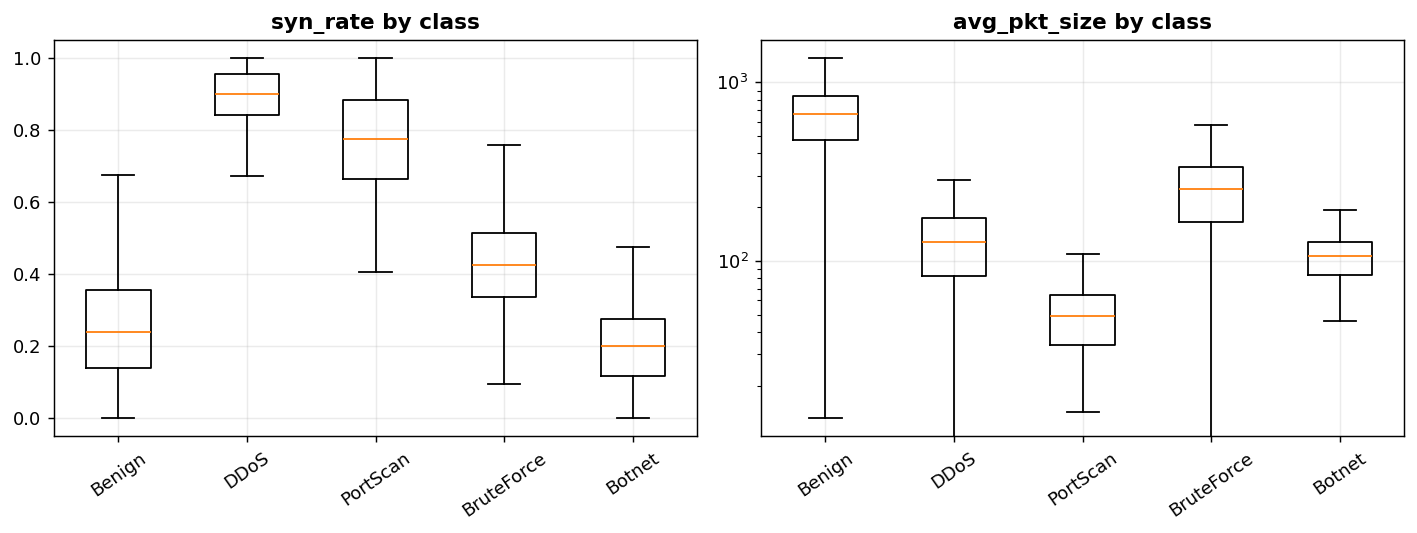 syn_rate by class
1.0
0.8
0.6
0.4
0.2
0.0
Benign
DDoS
PortScan
BruteForce
Botnet
avg_pkt_size by class
10³
10²
Benign
DDoS
PortScan
BruteForce
Botnet